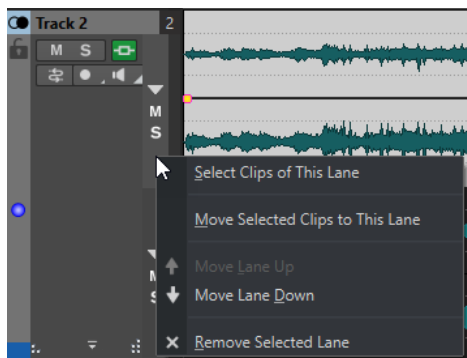 Track 2 2
M S
M
S
Select Clips of This Lane
Move Selected Clips to This Lane
Move Lane Up
Move Lane Down
Remove Selected Lane